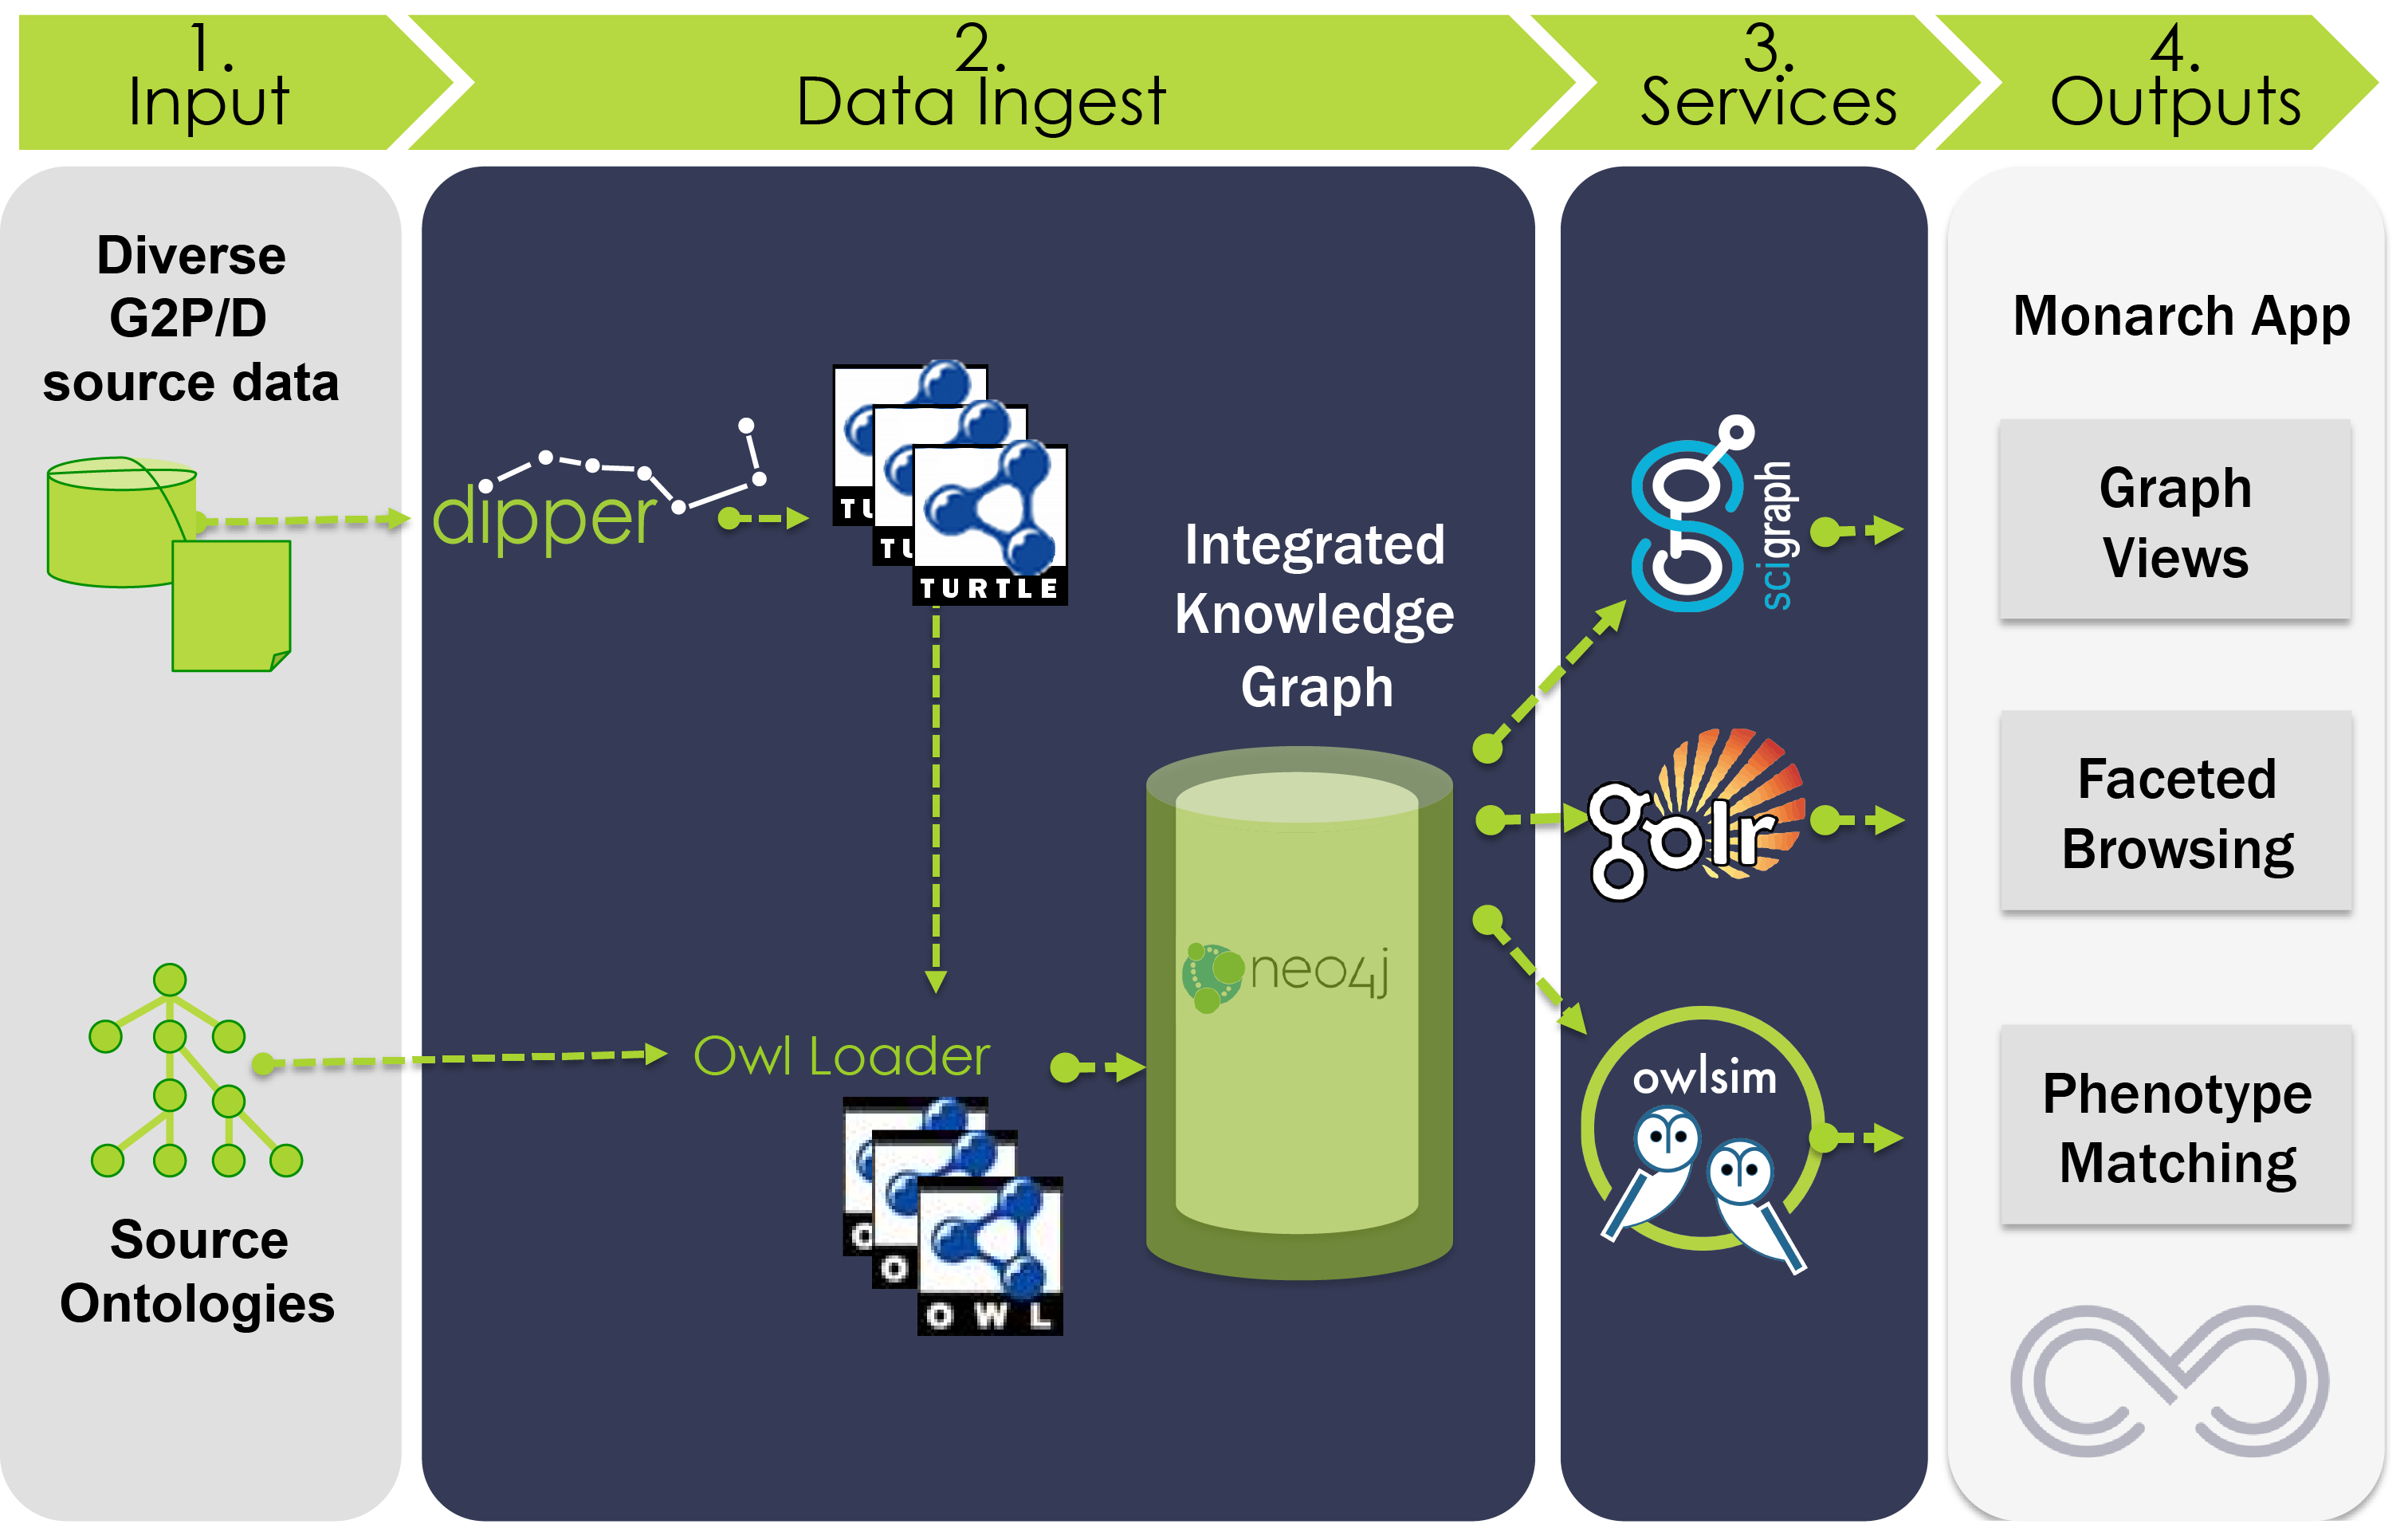 1.
Input
2.
Data Ingest
3.
Services
4.
Outputs
Diverse
G2P/D
source data
Source
Ontologies
dipper
TU
TU
TURTLE
Owl Loader
O
O
OWL
Integrated
Knowledge
Graph
neo4j
scigraph
golr
owlsim
Monarch App
Graph
Views
Faceted
Browsing
Phenotype
Matching